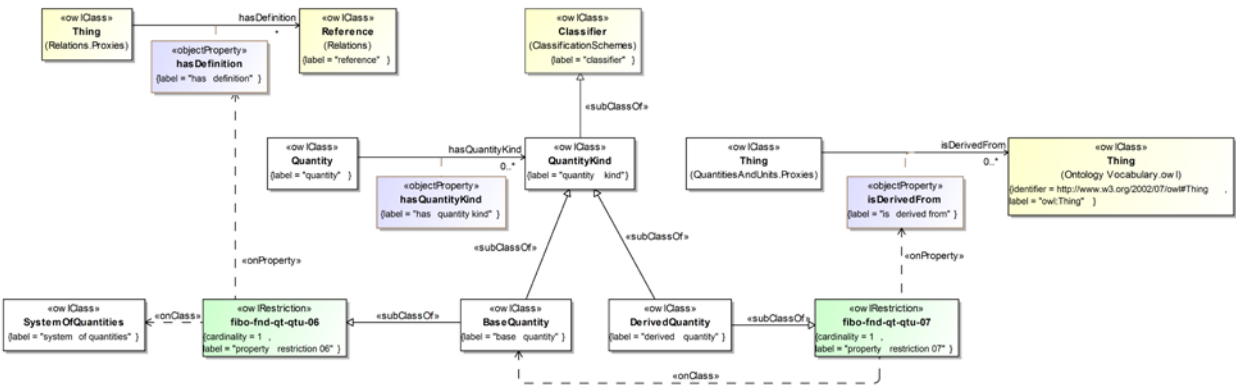 «owlClass»
Thing
(Relations.Proxies)
hasDefinition
*
«owlClass»
Reference
(Relations)
{label = "reference" }
«objectProperty»
hasDefinition
{label = "has definition" }
«owlClass»
Classifier
(ClassificationSchemes)
{label = "classifier" }
«subClassOf»
«owlClass»
Quantity
{label = "quantity" }
hasQuantityKind
0..*
«owlClass»
QuantityKind
{label = "quantity kind"}
«objectProperty»
hasQuantityKind
{label = "has quantity kind" }
«owlClass»
Thing
(QuantitiesAndUnits.Proxies)
isDerivedFrom
0..*
«owlClass»
Thing
(Ontology Vocabulary.owl)
{identifier = http://www.w3.org/2002/07/owl#Thing ,
label = "owl:Thing" }
«objectProperty»
isDerivedFrom
{label = "is derived from" }
«subClassOf»
«subClassOf»
«onProperty»
«onProperty»
«owlClass»
SystemOfQuantities
{label = "system of quantities" }
«onClass»
«owlRestriction»
fibo-fnd-qt-qtu-06
{cardinality = 1 ,
label = "property restriction 06" }
«subClassOf»
«owlClass»
BaseQuantity
{label = "base quantity" }
«owlClass»
DerivedQuantity
{label = "derived quantity" }
«subClassOf»
«owlRestriction»
fibo-fnd-qt-qtu-07
{cardinality = 1 ,
label = "property restriction 07" }
«onClass»